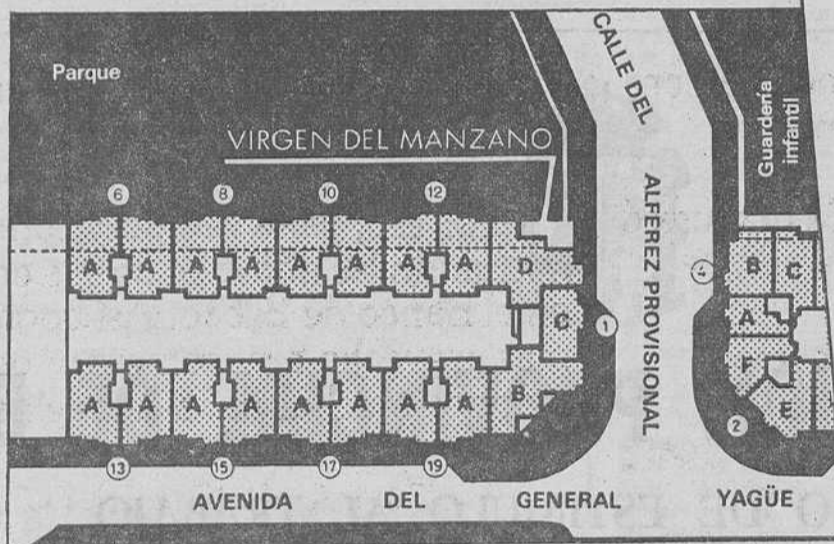 Parque
CALLE DEL
ALFEREZ PROVISIONAL
Guardería
infantil
VIRGEN DEL MANZANO
6
8
10
12
A A A A A A A A D
B C
4
C
1
A
F
A A A A A A A A B
E
2
13
15
17
19
AVENIDA DEL GENERAL YAGÜE